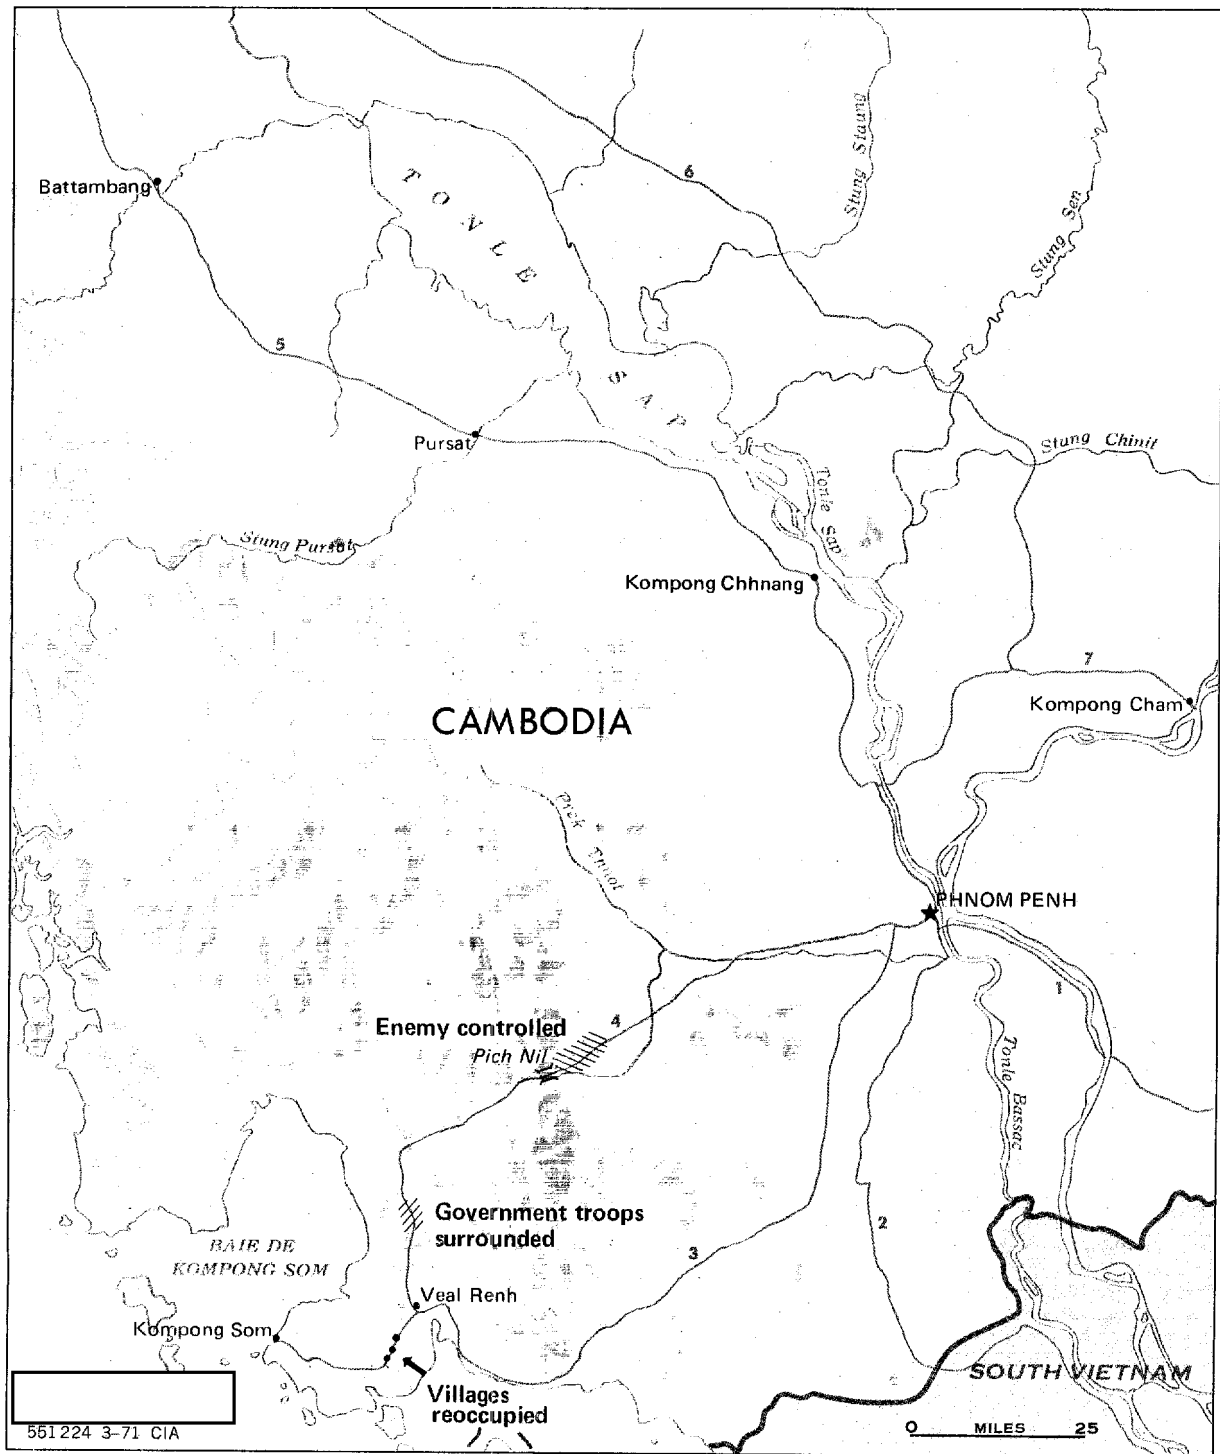 Battambang
TONLE SAP
6
Stung Staung
Stung Sen
5
Pursat
Stung Chinit
Tonle Sap
Stung Pursat
Kompong Chhnang
7
Kompong Cham
CAMBODIA
Prek Thnot
PHNOM PENH
1
Enemy controlled
4
Pich Nil
Tonle Bassac
Government troops
surrounded
2
3
BAIE DE
KOMPONG SOM
Veal Renh
Kompong Som
Villages
reoccupied
SOUTH VIETNAM
0 MILES 25
551224 3-71 CIA